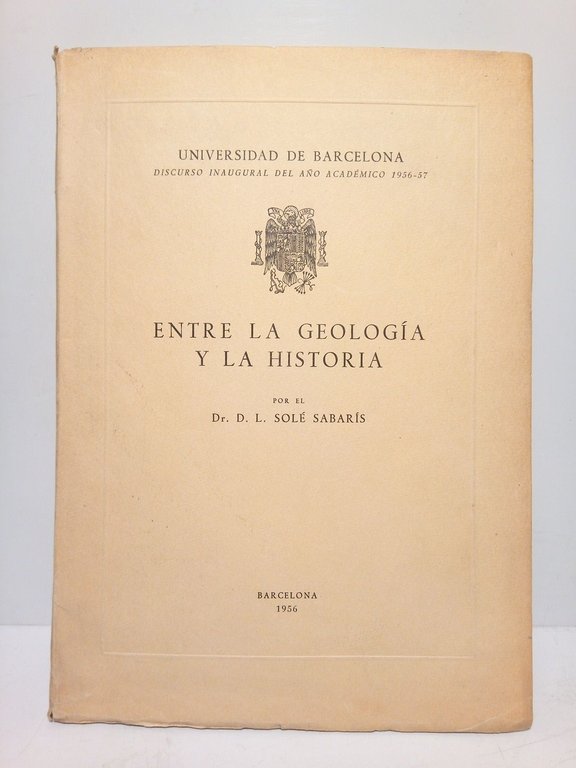 UNIVERSIDAD DE BARCELONA
DISCURSO INAUGURAL DEL AÑO ACADÉMICO 1956-57
ENTRE LA GEOLOGÍA
Y LA HISTORIA
POR EL
Dr. D. L. SOLÉ SABARÍS
BARCELONA
1956